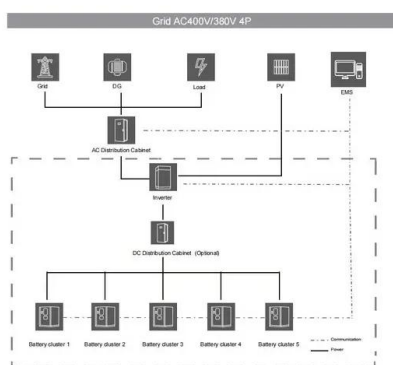 Grid AC400V/380V 4P
Grid
DG
Load
PV
EMS
AC Distribution Cabinet
Inverter
DC Distribution Cabinet (Optional)
Battery cluster 1
Battery cluster 2
Battery cluster 3
Battery cluster 4
Battery cluster 5
Communication
Power